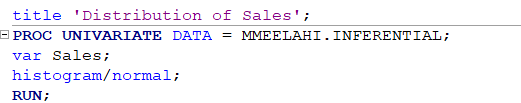 title 'Distribution of Sales';
PROC UNIVARIATE DATA = MMEELAHI.INFERENTIAL;
var Sales;
histogram/normal;
RUN;